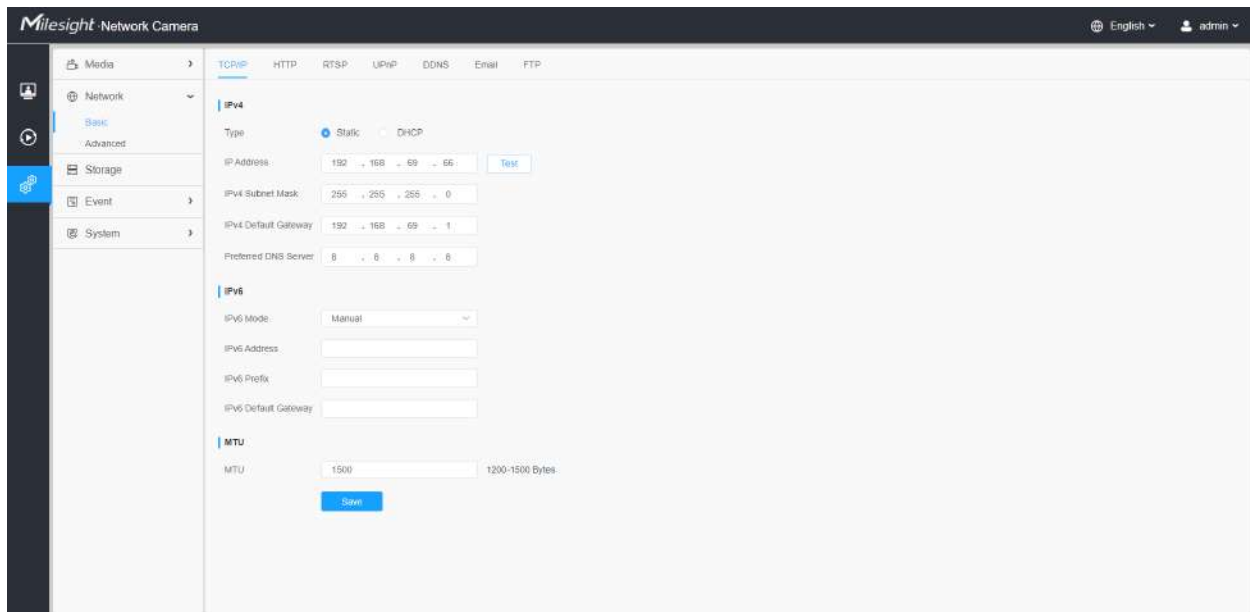 Milesight Network Camera
English
admin
Media
Network
Basic
Advanced
Storage
Event
System
TCP/IP HTTP RTSP UPnP DDNS Email FTP
IPv4
Type Static DHCP
IP Address 192 . 168 . 69 . 66 Test
IPv4 Subnet Mask 255 . 255 . 255 . 0
IPv4 Default Gateway 192 . 168 . 69 . 1
Preferred DNS Server 8 . 8 . 8 . 8
IPv6
IPv6 Mode Manual
IPv6 Address
IPv6 Prefix
IPv6 Default Gateway
MTU
MTU 1500 1200-1500 Bytes
Save